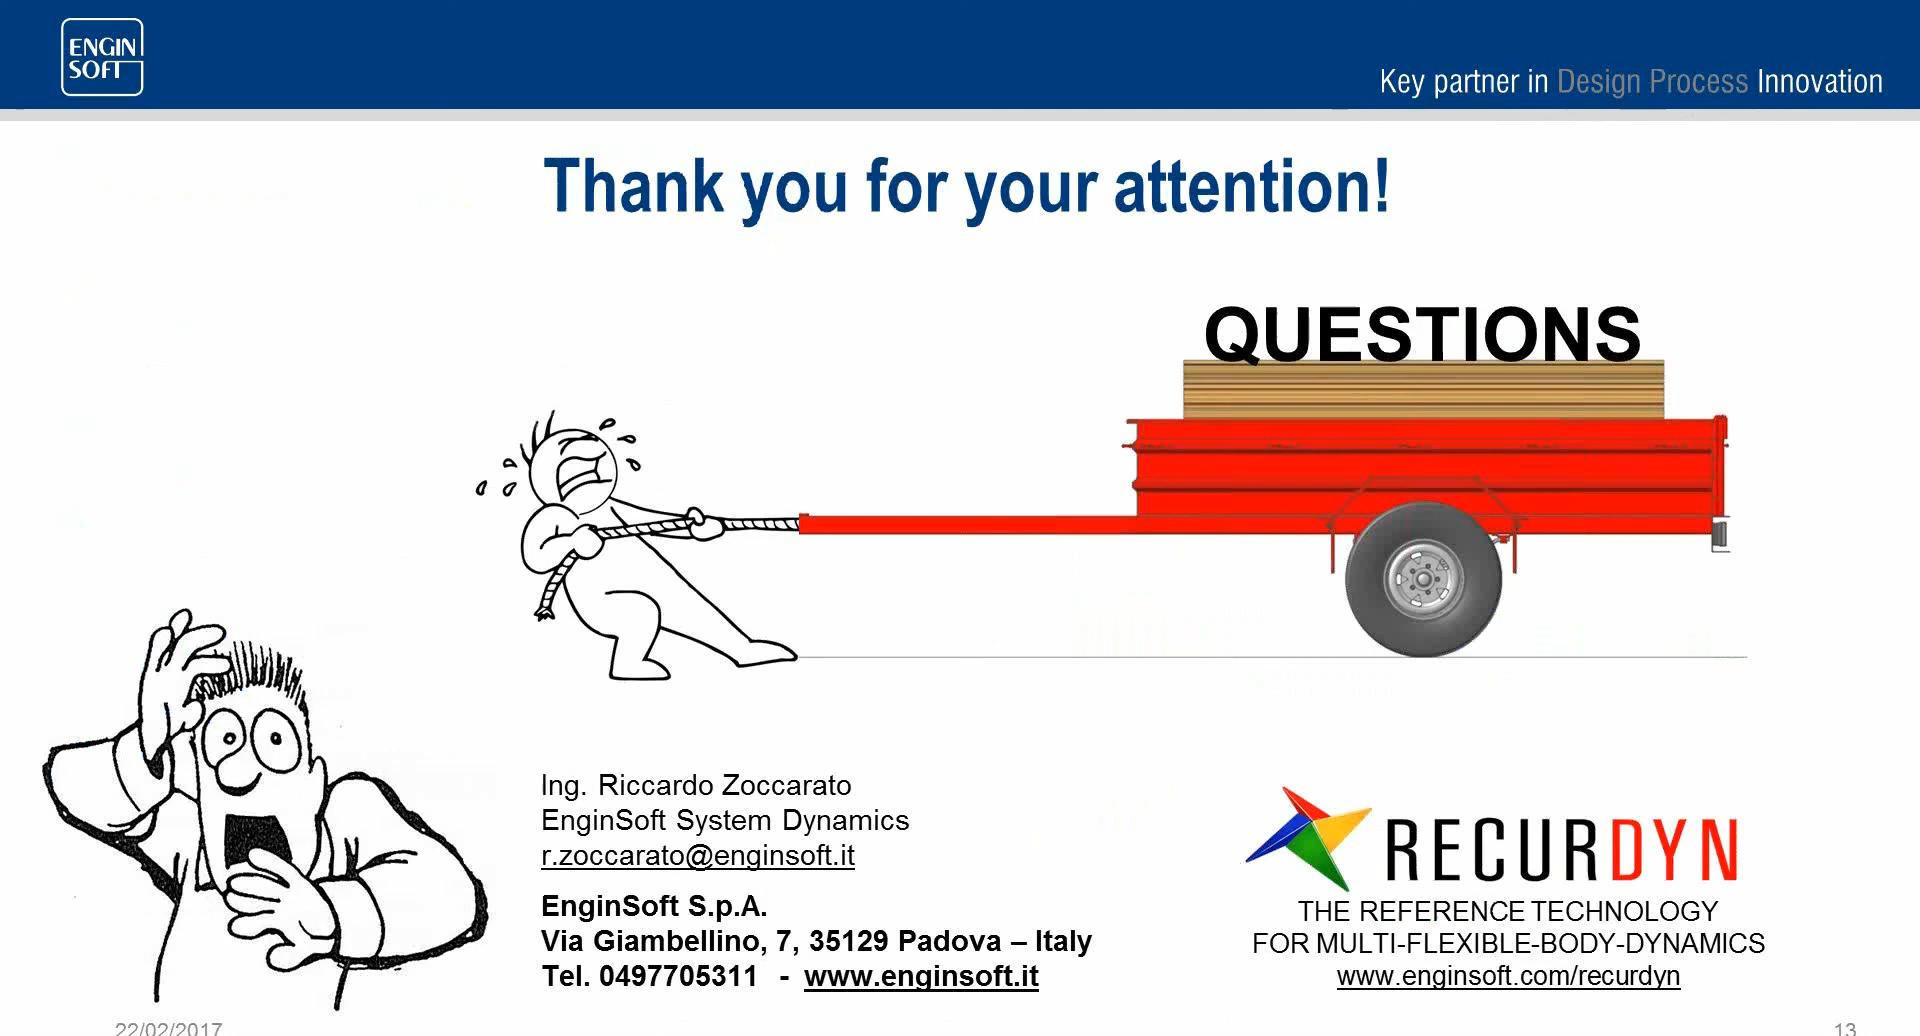 ENGIN
SOFT
Key partner in Design Process Innovation
Thank you for your attention!
QUESTIONS
Ing. Riccardo Zoccarato
EnginSoft System Dynamics
r.zoccarato@enginsoft.it
EnginSoft S.p.A.
Via Giambellino, 7, 35129 Padova – Italy
Tel. 0497705311 - www.enginsoft.it
RECURDYN
THE REFERENCE TECHNOLOGY
FOR MULTI-FLEXIBLE-BODY-DYNAMICS
www.enginsoft.com/recurdyn
22/02/2017
13